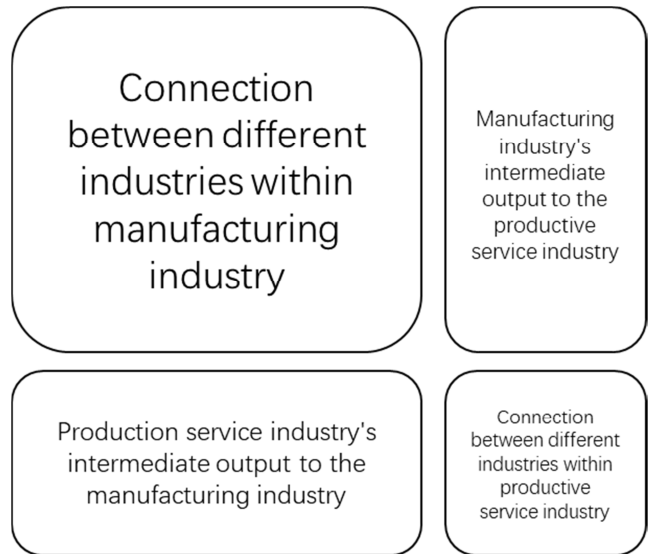 Connection
between different
industries within
manufacturing
industry
Manufacturing
industry's
intermediate
output to the
productive
service industry
Production service industry's
intermediate output to the
manufacturing industry
Connection
between different
industries within
productive
service industry